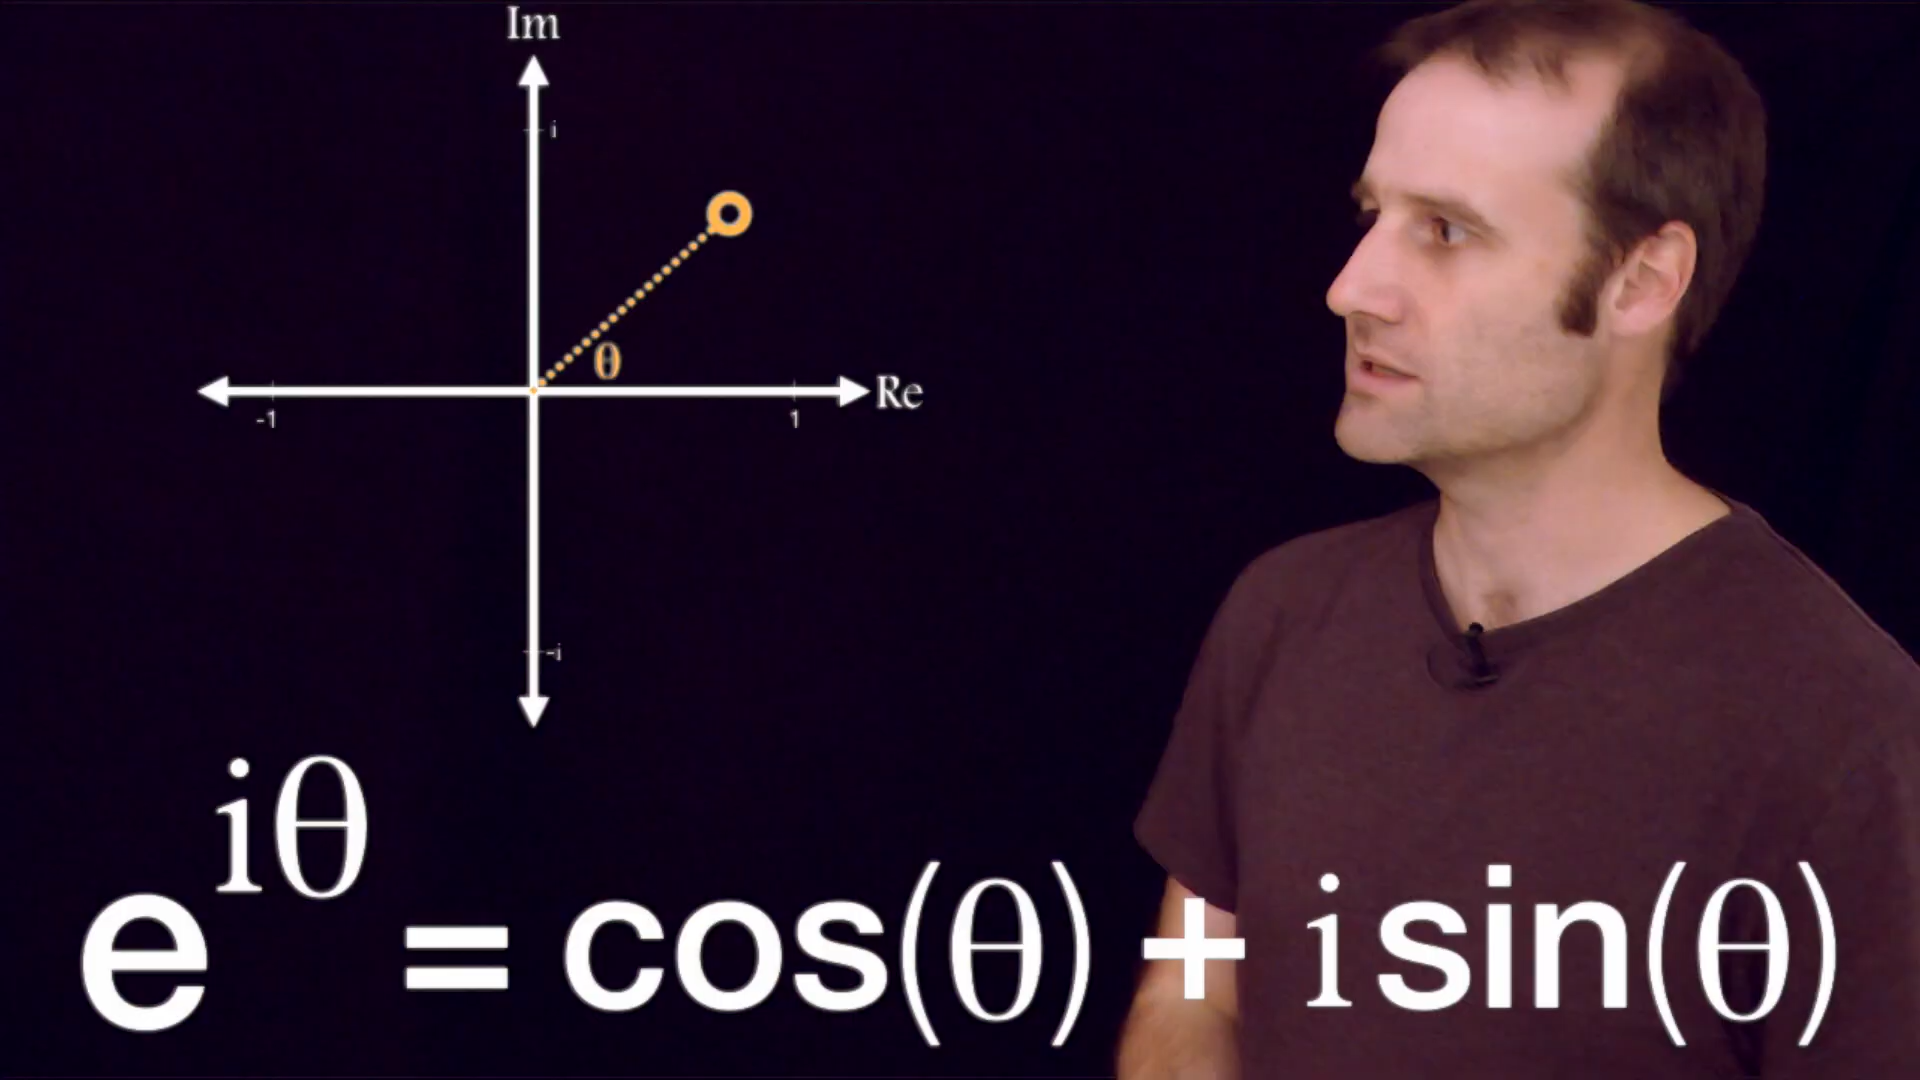 Im
i
θ
Re
-1
1
-i
e^iθ = cos(θ) + i sin(θ)